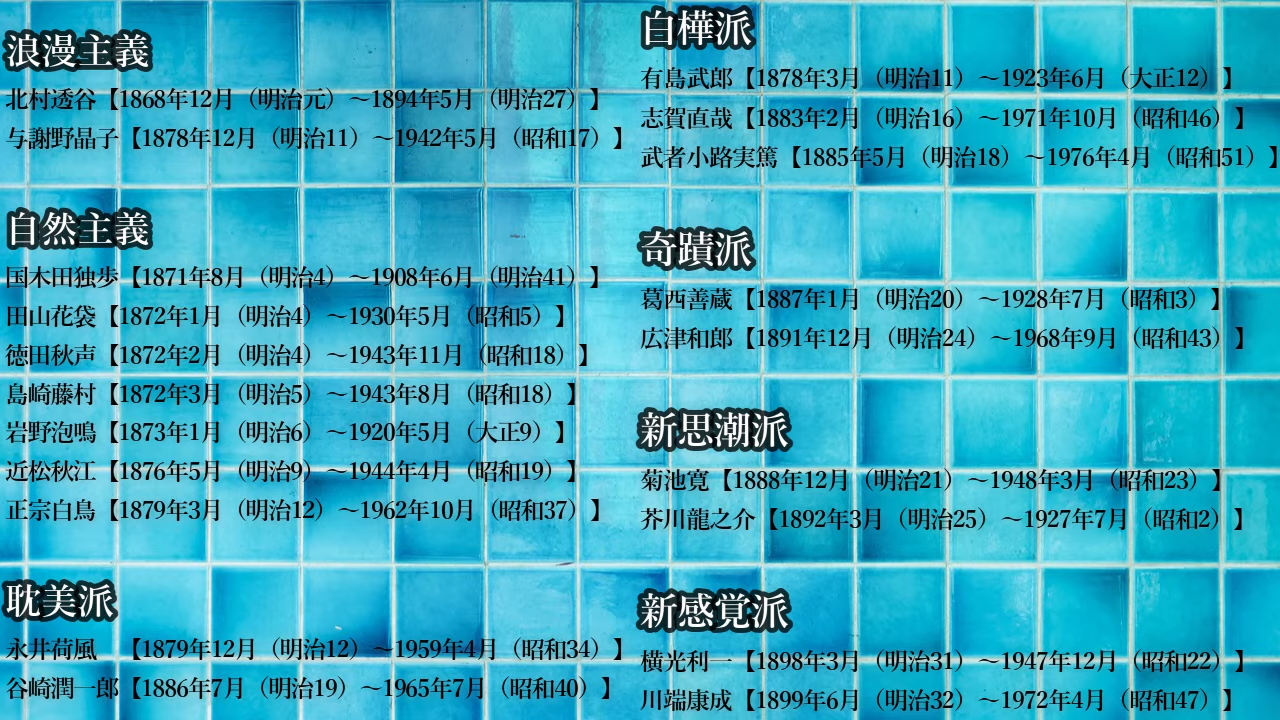 浪漫主義
北村透谷【1868年12月（明治元）～1894年5月（明治27）】
与謝野晶子【1878年12月（明治11）～1942年5月（昭和17）】
自然主義
国木田独歩【1871年8月（明治4）～1908年6月（明治41）】
田山花袋【1872年1月（明治4）～1930年5月（昭和5）】
徳田秋声【1872年2月（明治4）～1943年11月（昭和18）】
島崎藤村【1872年3月（明治5）～1943年8月（昭和18）】
岩野泡鳴【1873年1月（明治6）～1920年5月（大正9）】
近松秋江【1876年5月（明治9）～1944年4月（昭和19）】
正宗白鳥【1879年3月（明治12）～1962年10月（昭和37）】
耽美派
永井荷風　【1879年12月（明治12）～1959年4月（昭和34）】
谷崎潤一郎【1886年7月（明治19）～1965年7月（昭和40）】
白樺派
有島武郎【1878年3月（明治11）～1923年6月（大正12）】
志賀直哉【1883年2月（明治16）～1971年10月（昭和46）】
武者小路実篤【1885年5月（明治18）～1976年4月（昭和51）】
奇蹟派
葛西善蔵【1887年1月（明治20）～1928年7月（昭和3）】
広津和郎【1891年12月（明治24）～1968年9月（昭和43）】
新思潮派
菊池寛【1888年12月（明治21）～1948年3月（昭和23）】
芥川龍之介【1892年3月（明治25）～1927年7月（昭和2）】
新感覚派
横光利一【1898年3月（明治31）～1947年12月（昭和22）】
川端康成【1899年6月（明治32）～1972年4月（昭和47）】